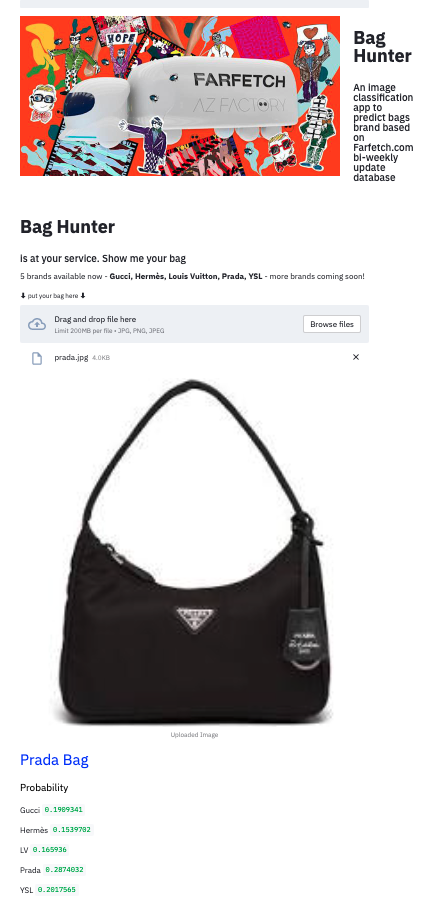 HOPE
FARFETCH
AZ FACTORY
Bag
Hunter
An image
classification
app to
predict bags
brand based
on
Farfetch.com
bi-weekly
update
database
Bag Hunter
is at your service. Show me your bag
5 brands available now - Gucci, Hermès, Louis Vuitton, Prada, YSL - more brands coming soon!
⬇ put your bag here ⬇
Drag and drop file here
Limit 200MB per file • JPG, PNG, JPEG
Browse files
prada.jpg 4.0KB
PRADA
PRADA
Uploaded Image
Prada Bag
Probability
Gucci 0.1909341
Hermès 0.1539702
LV 0.165936
Prada 0.2874032
YSL 0.2017565